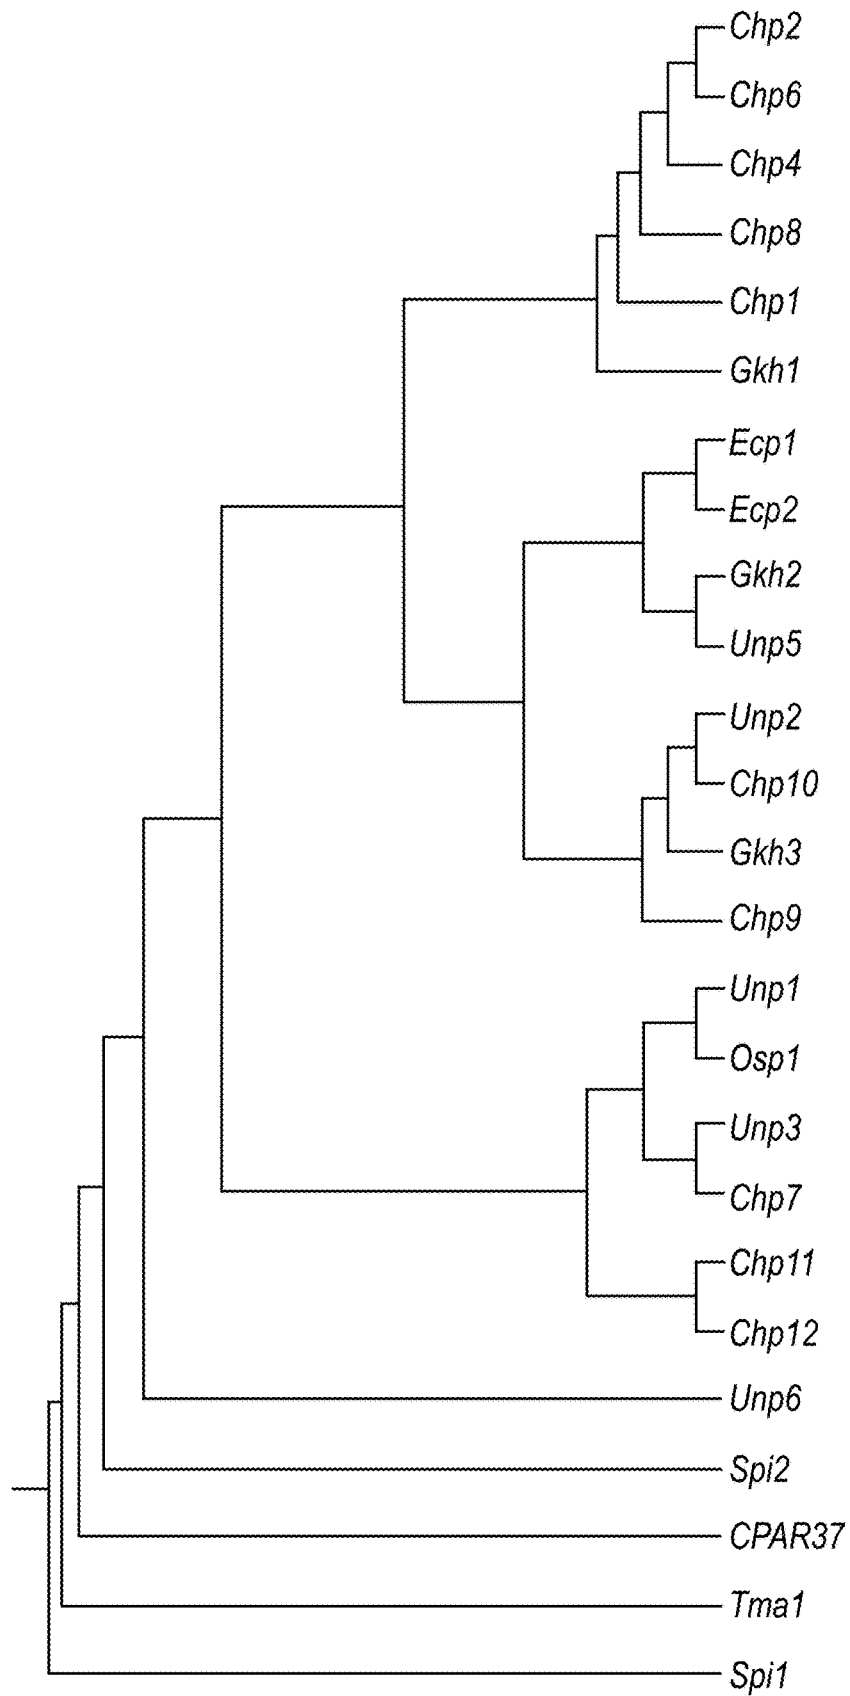 Chp2
Chp6
Chp4
Chp8
Chp1
Gkh1
Ecp1
Ecp2
Gkh2
Unp5
Unp2
Chp10
Gkh3
Chp9
Unp1
Osp1
Unp3
Chp7
Chp11
Chp12
Unp6
Spi2
CPAR37
Tma1
Spi1